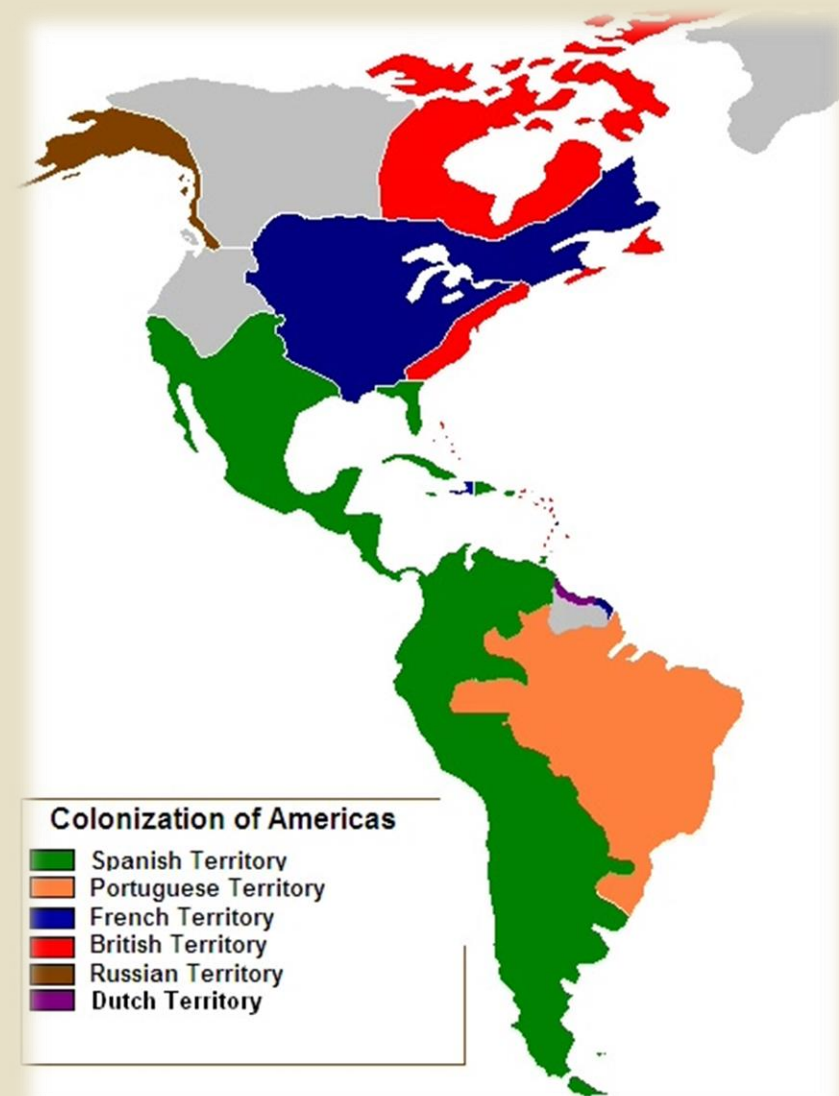 Colonization of Americas
Spanish Territory
Portuguese Territory
French Territory
British Territory
Russian Territory
Dutch Territory